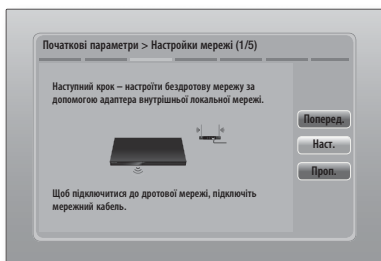 Початкові параметри > Настройки мережі (1/5)
Наступний крок – настроїти бездротову мережу за
допомогою адаптера внутрішньої локальної мережі.
Поперед.
Наст.
Проп.
Щоб підключитися до дротової мережі, підключіть
мережний кабель.